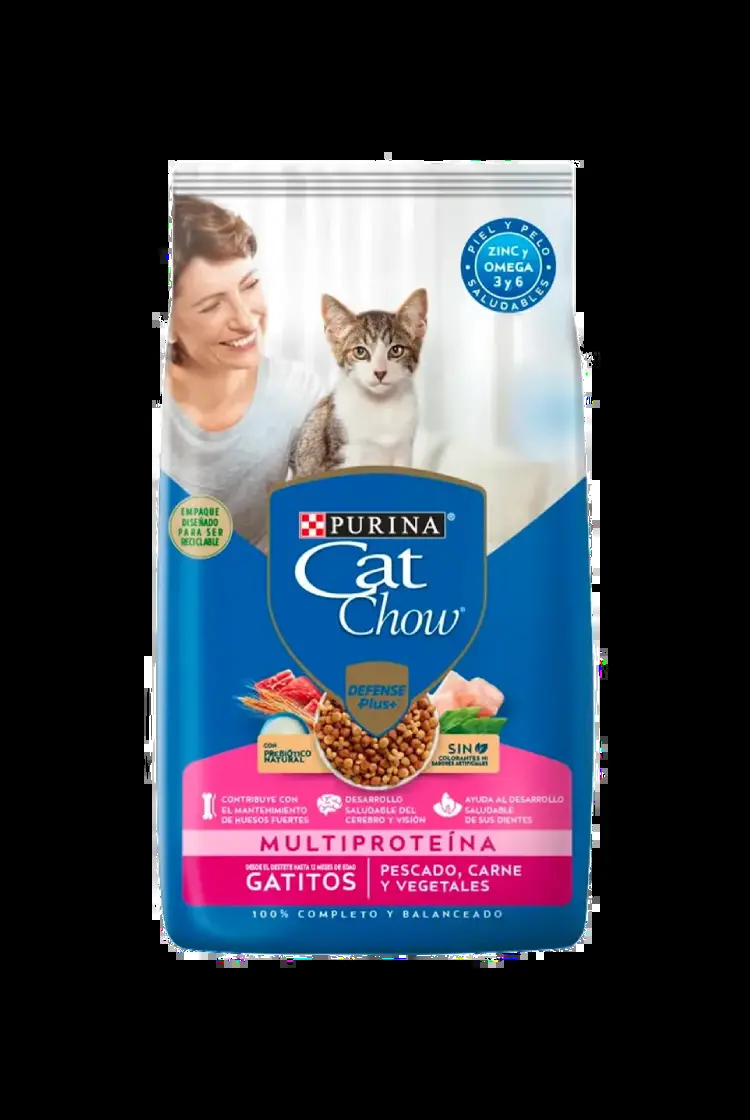 PIEL Y PELO
ZINC y
OMEGA
3 y 6
SALUDABLES
EMPAQUE
DISEÑADO
PARA SER
RECICLABLE
PURINA®
Cat
Chow®
DEFENSE
Plus+
CON
PREBIÓTICO
NATURAL
SIN
COLORANTES NI
SABORES ARTIFICIALES
CONTRIBUYE CON
EL MANTENIMIENTO
DE HUESOS FUERTES
DESARROLLO
SALUDABLE DEL
CEREBRO Y VISIÓN
AYUDA AL DESARROLLO
SALUDABLE
DE SUS DIENTES
MULTIPROTEÍNA
DESDE EL DESTETE HASTA 12 MESES DE EDAD
GATITOS
PESCADO, CARNE
Y VEGETALES
100% COMPLETO Y BALANCEADO